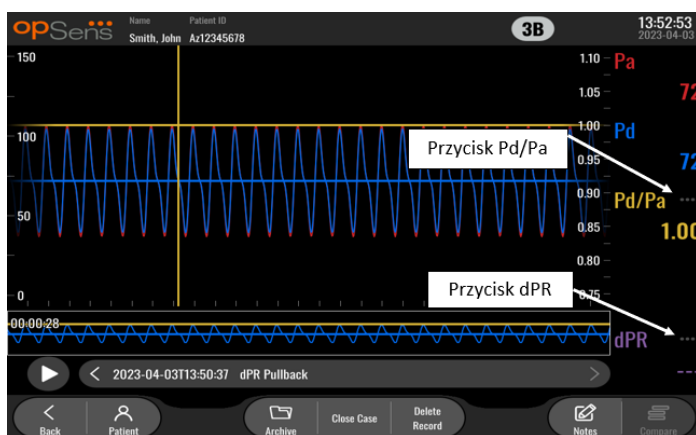 opSens
Name Patient ID
Smith, John Az12345678
3B
13:52:53
2023-04-03
150
100
50
0
1.10
1.05
1.00
0.95
0.90
0.85
0.80
0.75
Pa
72
Pd
72
Pd/Pa
1.00
dPR
---
Przycisk Pd/Pa
Przycisk dPR
00:00:28
2023-04-03T13:50:37 dPR Pullback
Back
Patient
Archive
Close Case
Delete
Record
Notes
Compare